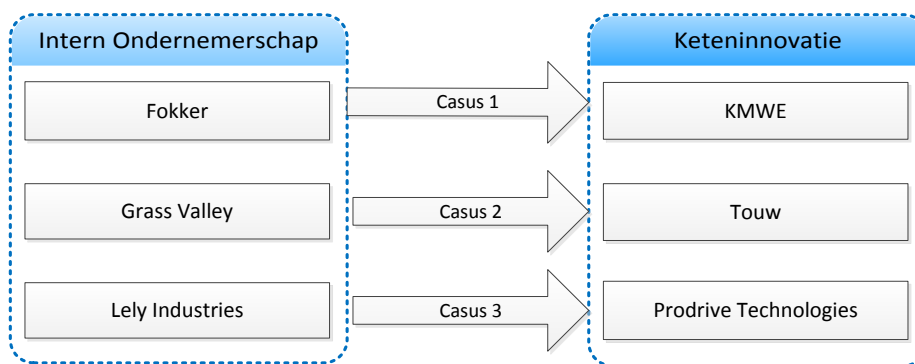 Intern Ondernemerschap
Keteninnovatie
Fokker
Casus 1
KMWE
Grass Valley
Casus 2
Touw
Lely Industries
Casus 3
Prodrive Technologies